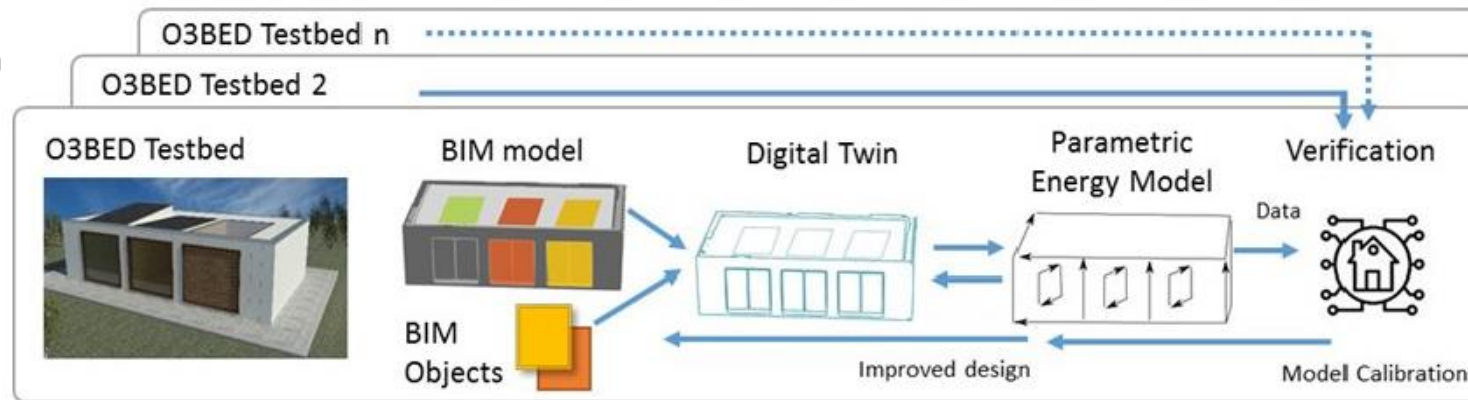 O3BED Testbed n
O3BED Testbed 2
O3BED Testbed
BIM model
Digital Twin
Parametric
Energy Model
Verification
Data
BIM
Objects
Improved design
Model Calibration